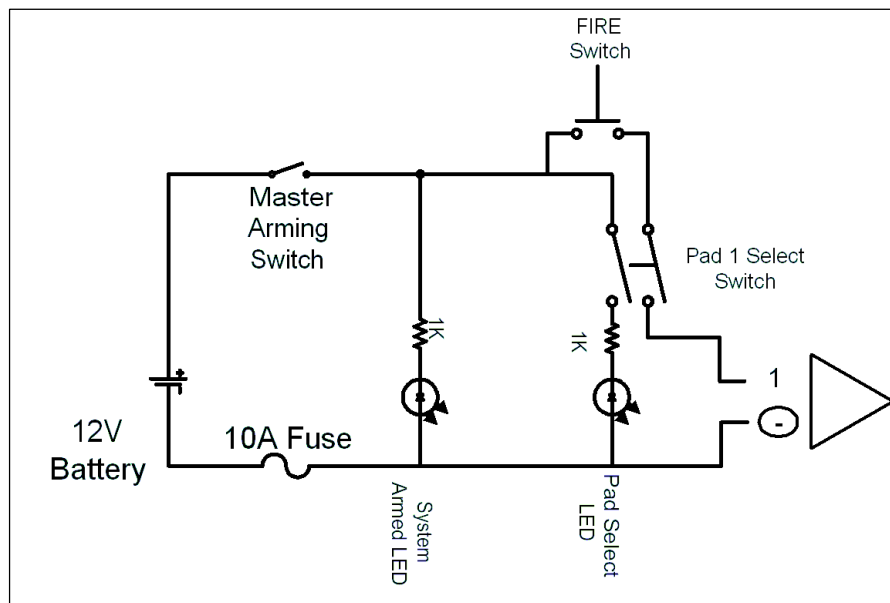 FIRE
Switch
Master
Arming
Switch
Pad 1 Select
Switch
1K
1K
+
1
-
12V
Battery
10A Fuse
System
Armed LED
Pad Select
LED